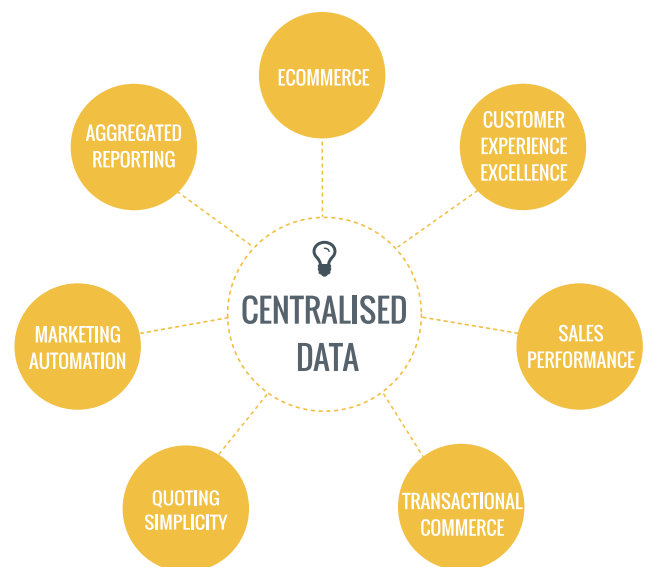 ECOMMERCE
CUSTOMER
EXPERIENCE
EXCELLENCE
AGGREGATED
REPORTING
CENTRALISED
DATA
MARKETING
AUTOMATION
SALES
PERFORMANCE
QUOTING
SIMPLICITY
TRANSACTIONAL
COMMERCE